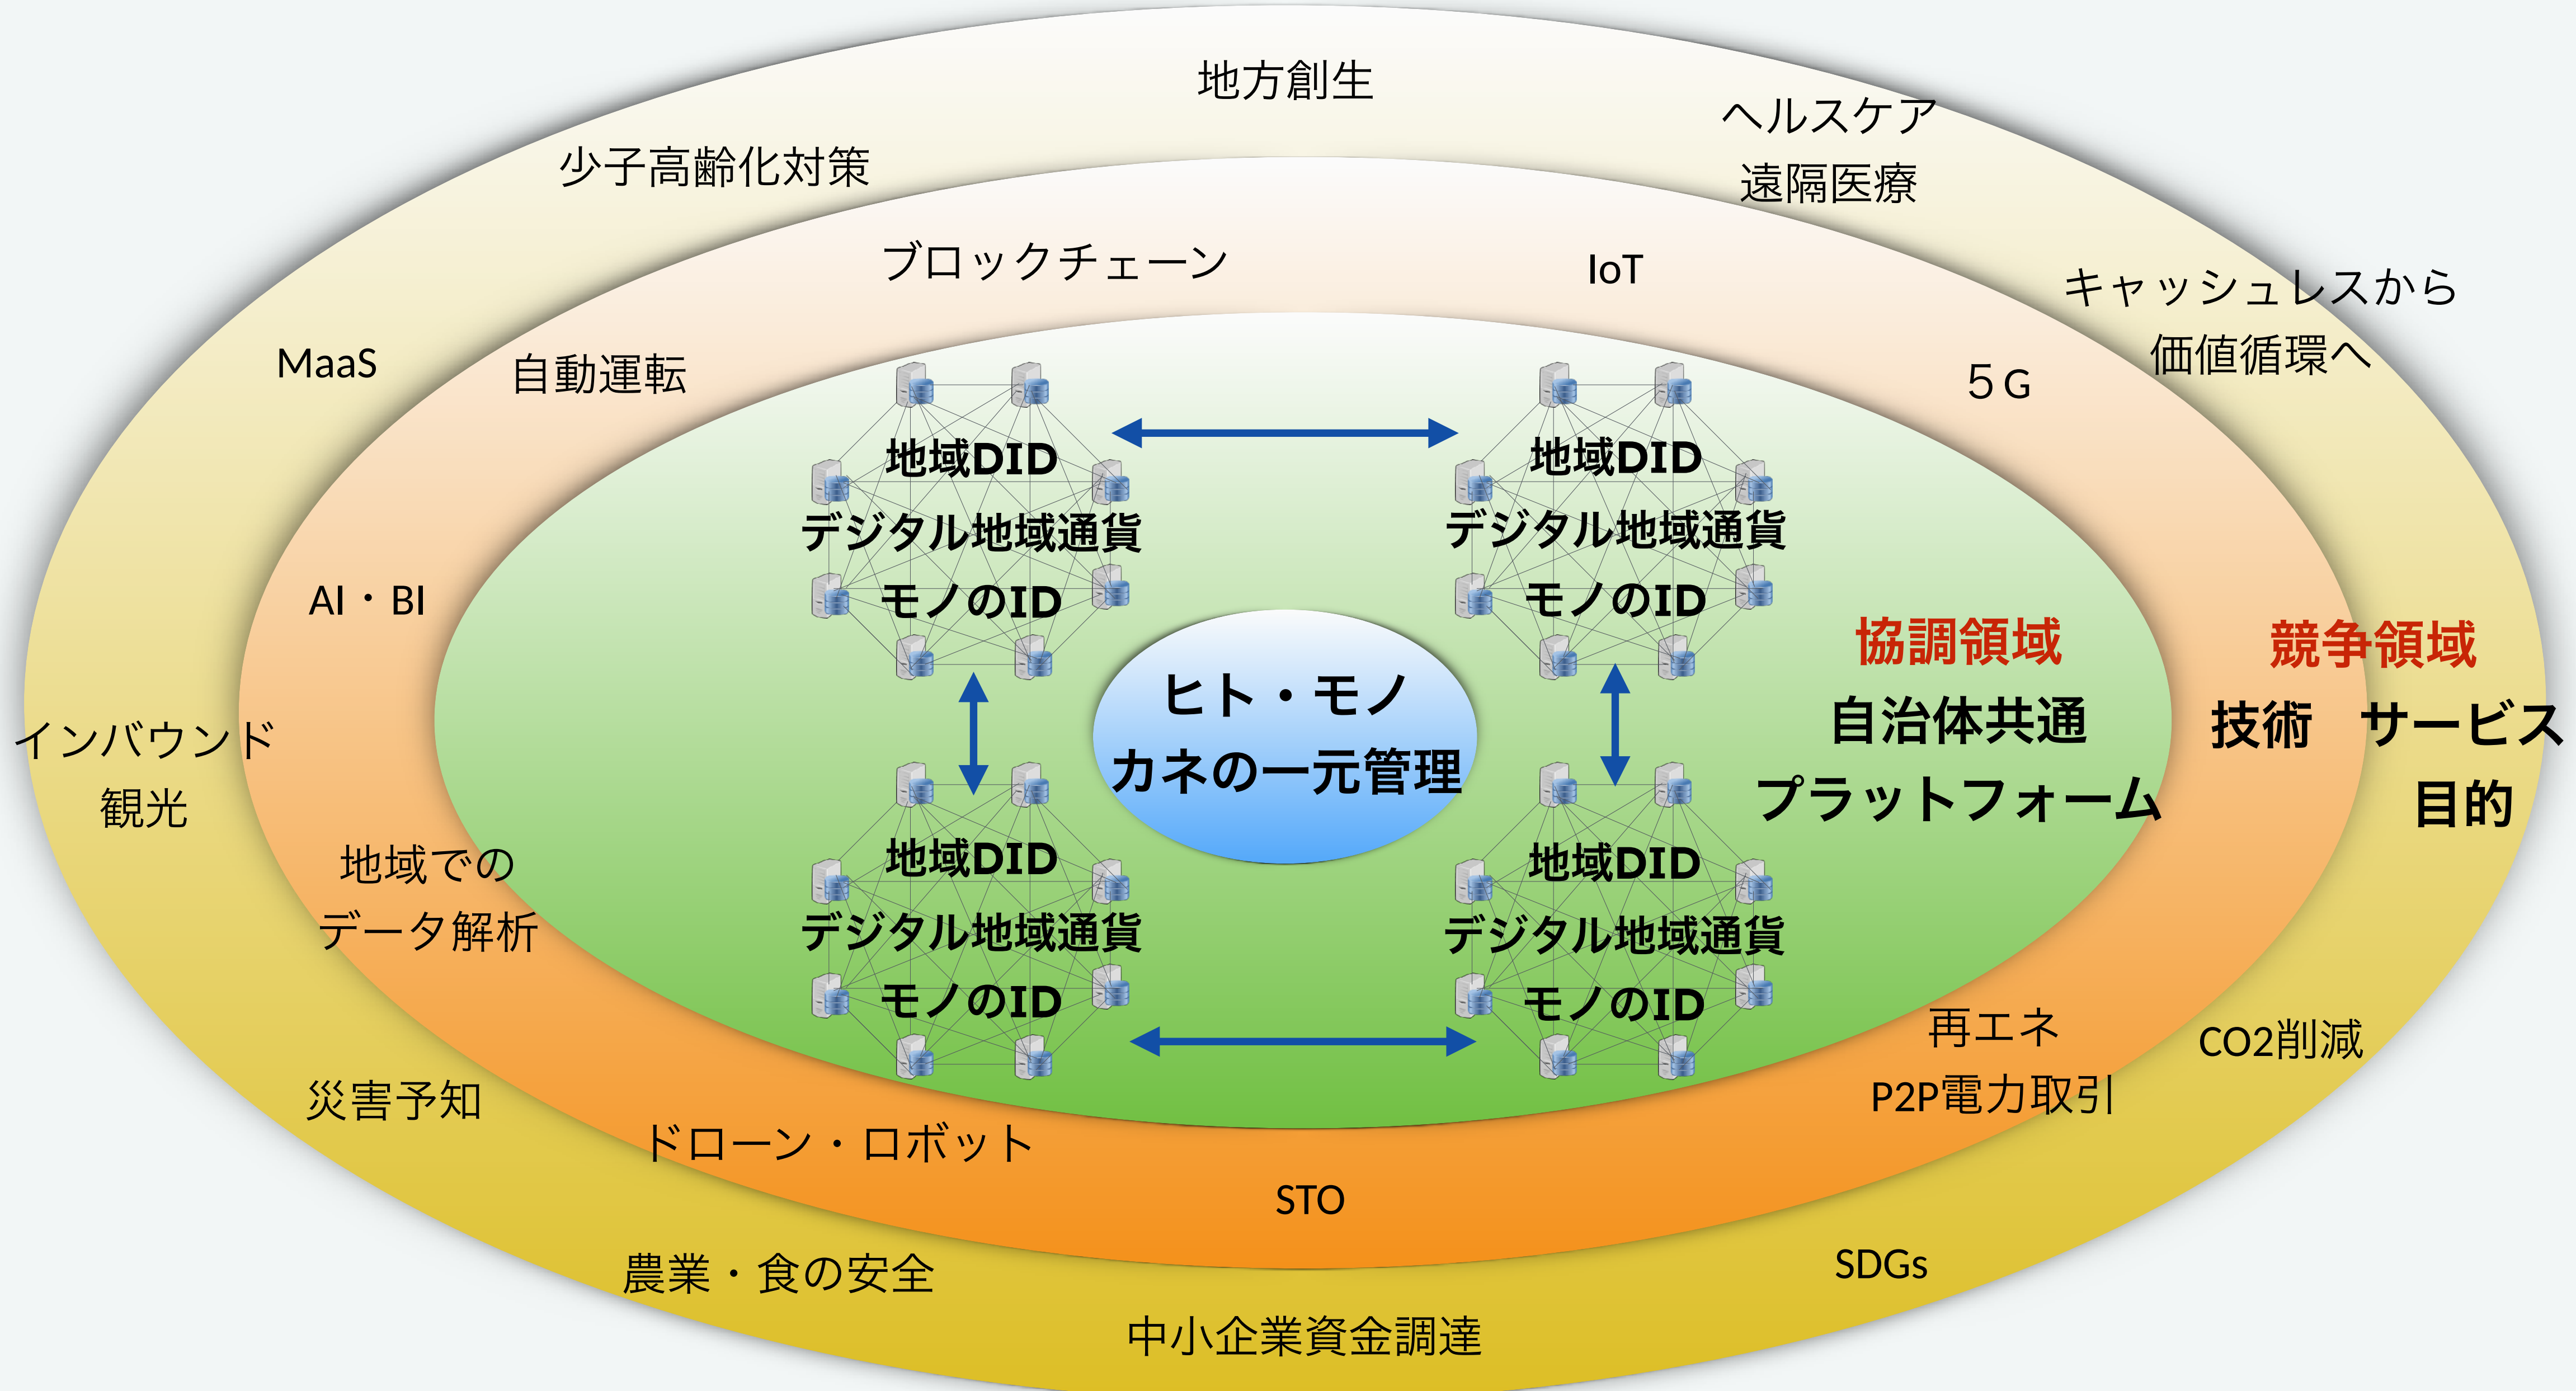 地方創生
ヘルスケア
遠隔医療
少子高齢化対策
ブロックチェーン
IoT
キャッシュレスから
価値循環へ
MaaS
自動運転
５G
地域DID
デジタル地域通貨
モノのID
地域DID
デジタル地域通貨
モノのID
AI・BI
ヒト・モノ
カネの一元管理
協調領域
自治体共通
プラットフォーム
競争領域
技術　サービス
目的
インバウンド
観光
地域での
データ解析
地域DID
デジタル地域通貨
モノのID
地域DID
デジタル地域通貨
モノのID
再エネ
P2P電力取引
CO2削減
災害予知
ドローン・ロボット
STO
農業・食の安全
SDGs
中小企業資金調達